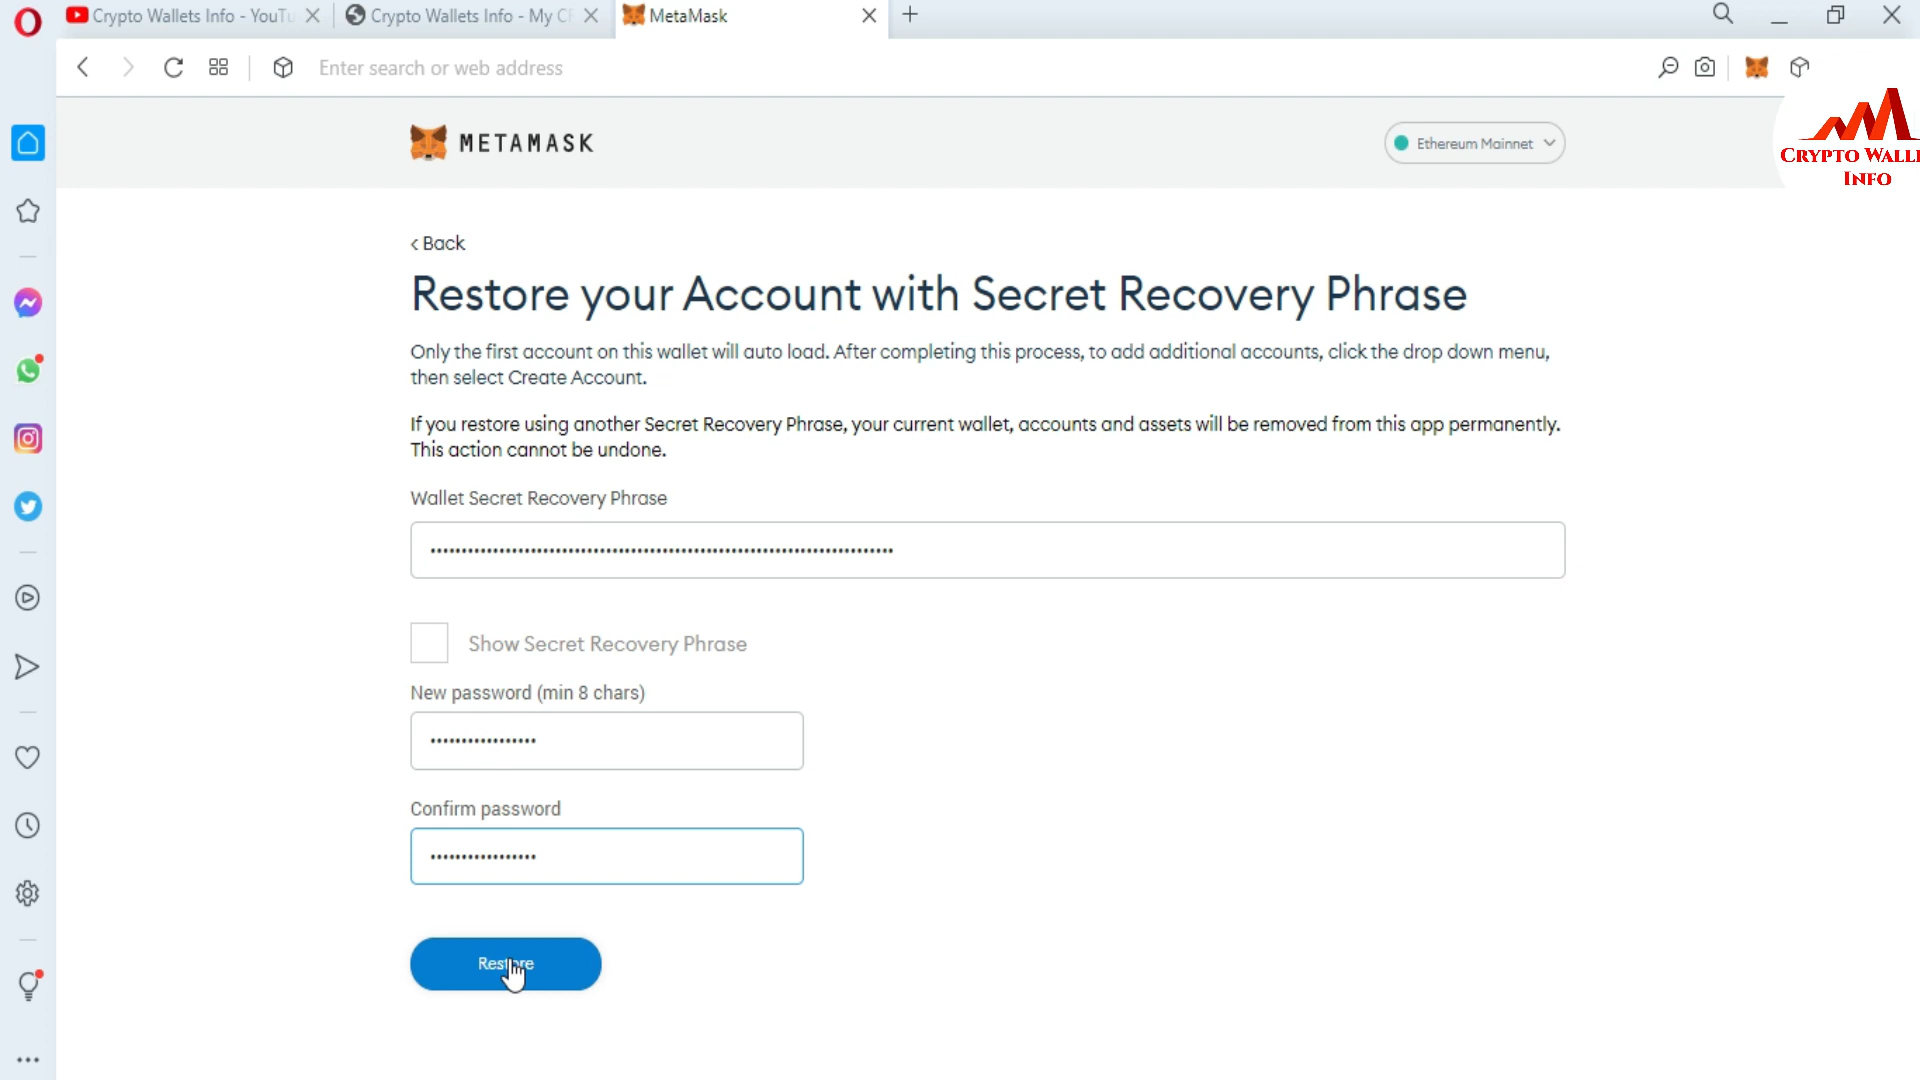 Crypto Wallets Info - YouTu
Crypto Wallets Info - My C
MetaMask
Enter search or web address
METAMASK
Ethereum Mainnet
CRYPTO WALLE
INFO
< Back
Restore your Account with Secret Recovery Phrase
Only the first account on this wallet will auto load. After completing this process, to add additional accounts, click the drop down menu,
then select Create Account.
If you restore using another Secret Recovery Phrase, your current wallet, accounts and assets will be removed from this app permanently.
This action cannot be undone.
Wallet Secret Recovery Phrase
Show Secret Recovery Phrase
New password (min 8 chars)
Confirm password
Restore